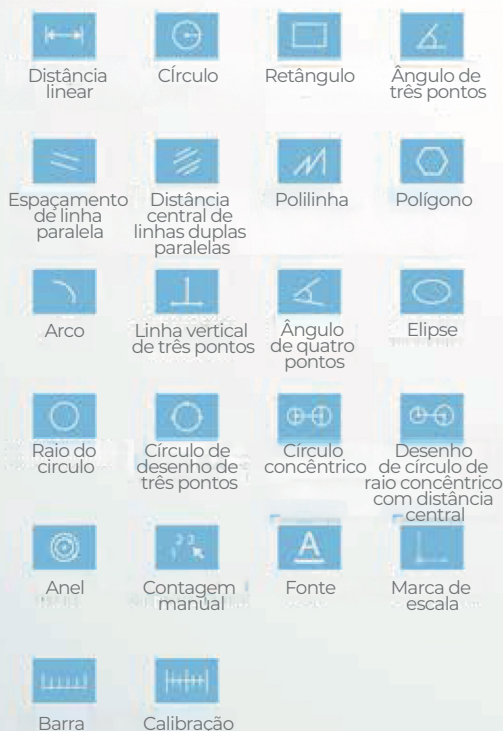 Distância
linear
Círculo
Retângulo
Ângulo de
três pontos
Espaçamento
de linha
paralela
Distância
central de
linhas duplas
paralelas
Polilinha
Polígono
Arco
Linha vertical
de três pontos
Ângulo
de quatro
pontos
Elipse
Raio do
circulo
Círculo de
desenho de
três pontos
Círculo
concêntrico
Desenho
de círculo de
raio concêntrico
com distância
central
Anel
Contagem
manual
A
Fonte
Marca de
escala
Barra
Calibração